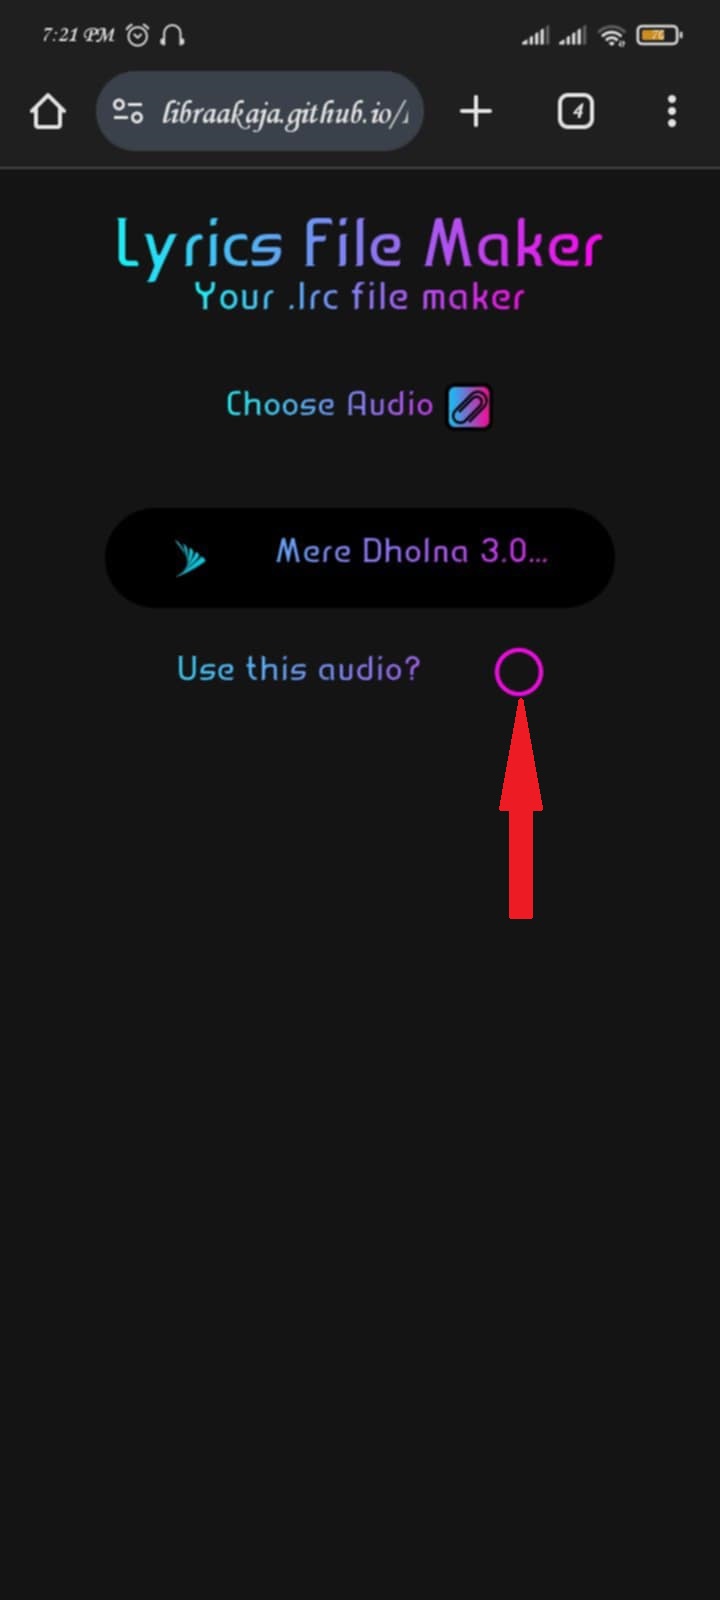 7:21 PM
76
libraakaja.github.io/
4
Lyrics File Maker
Your .lrc file maker
Choose Audio
Mere Dholna 3.0...
Use this audio?